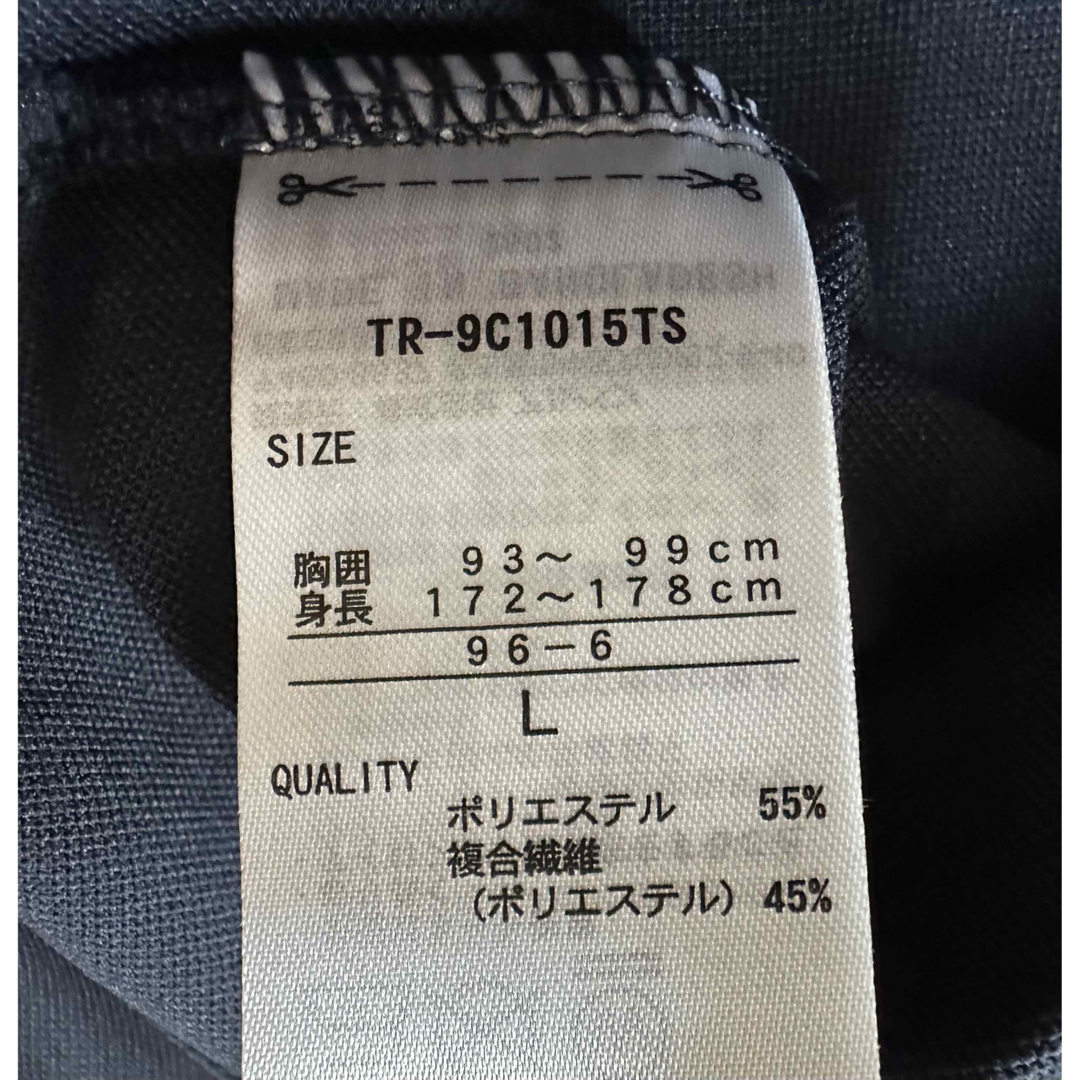 TR-9C1015TS
SIZE
胸囲 93～ 99cm
身長 172～178cm
96-6
L
QUALITY
ポリエステル 55%
複合繊維
(ポリエステル) 45%